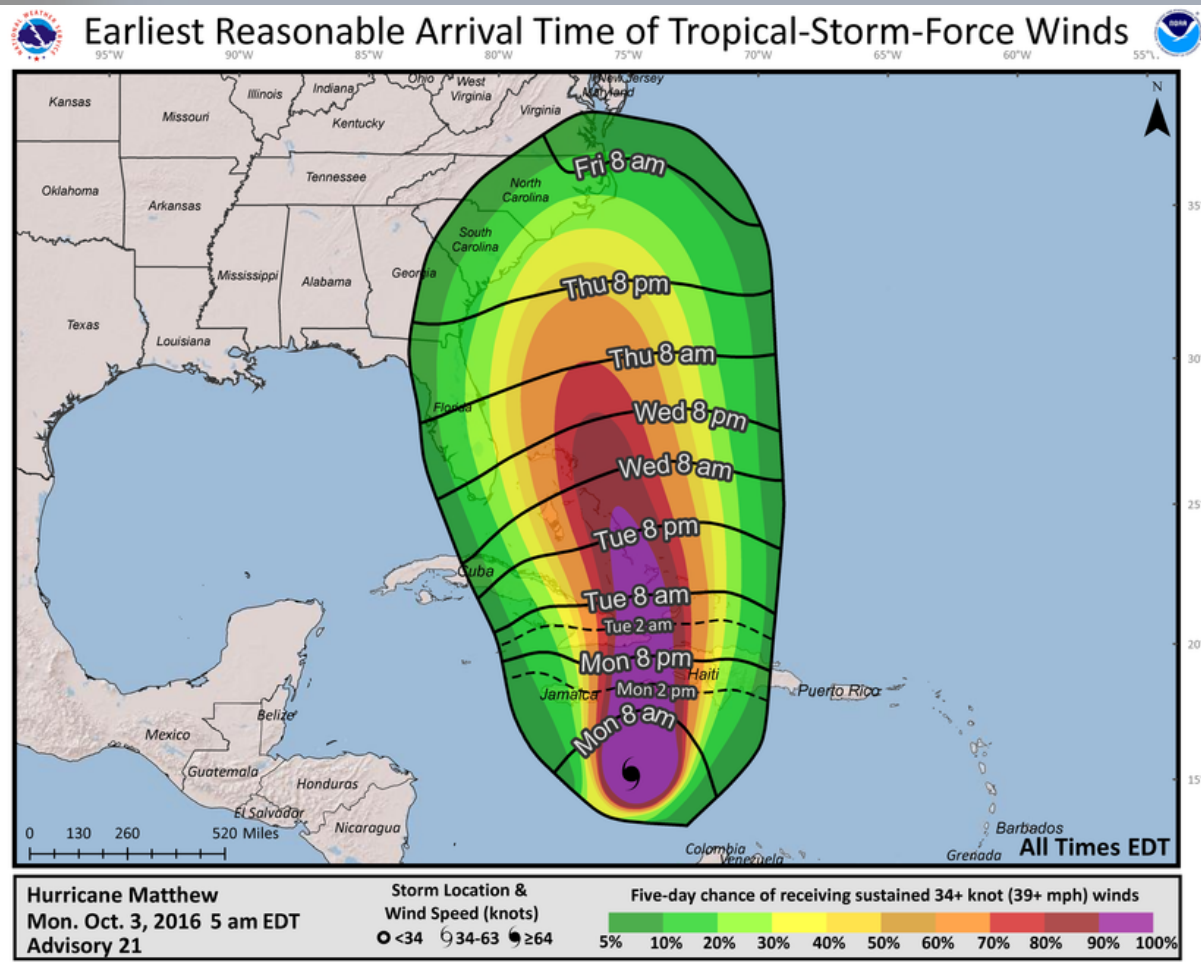 Earliest Reasonable Arrival Time of Tropical-Storm-Force Winds
95°W 90°W 85°W 80°W 75°W 70°W 65°W 60°W 55°W
N
Kansas
Missouri
Illinois
Indiana
Ohio
West
Virginia
New Jersey
Maryland
Virginia
Kentucky
Fri 8 am
Oklahoma
Arkansas
Tennessee
North
Carolina
35°
South
Carolina
Mississippi
Alabama
Georgia
Thu 8 pm
Texas
Louisiana
Thu 8 am
30°
Florida
Wed 8 pm
Wed 8 am
25°
Tue 8 pm
Cuba
Tue 8 am
Tue 2 am
20°
Mon 8 pm
Haiti
Jamaica
Mon 2 pm
Puerto Rico
Mon 8 am
Belize
Mexico
Guatemala
Honduras
15°
El Salvador
Nicaragua
0 130 260 520 Miles
Colombia
Venezuela
Barbados
Grenada
All Times EDT
Hurricane Matthew
Mon. Oct. 3, 2016 5 am EDT
Advisory 21
Storm Location &
Wind Speed (knots)
<34 34-63 ≥64
Five-day chance of receiving sustained 34+ knot (39+ mph) winds
5% 10% 20% 30% 40% 50% 60% 70% 80% 90% 100%